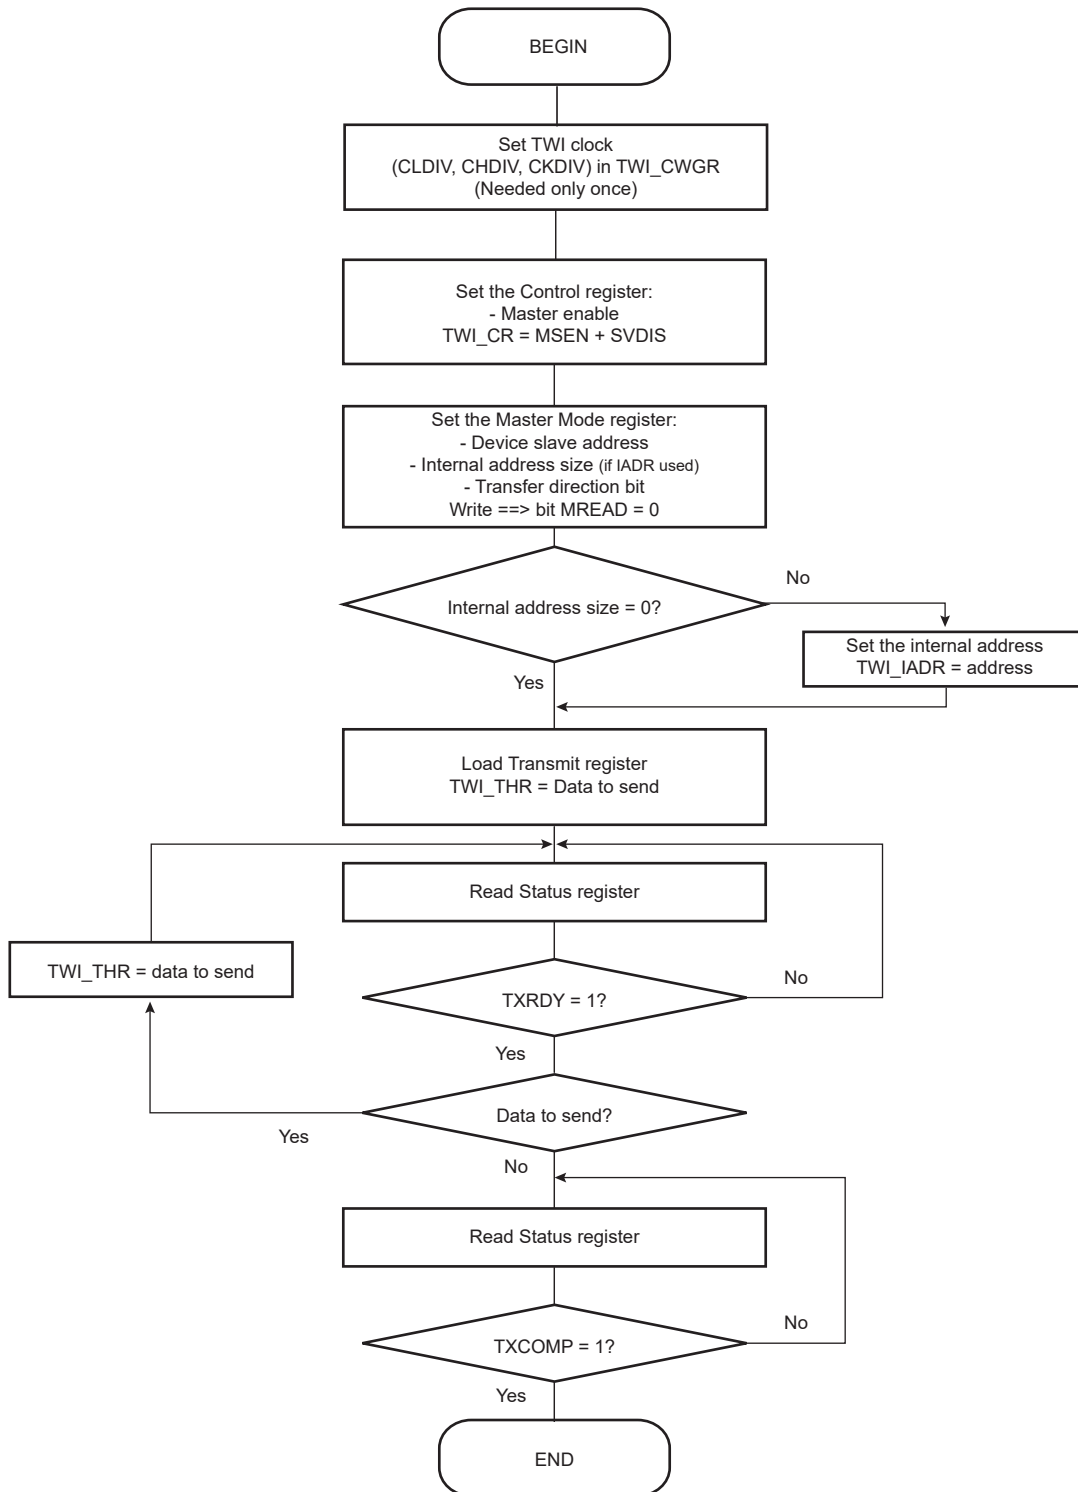 BEGIN
Set TWI clock
(CLDIV, CHDIV, CKDIV) in TWI_CWGR
(Needed only once)
Set the Control register:
- Master enable
TWI_CR = MSEN + SVDIS
Set the Master Mode register:
- Device slave address
- Internal address size (if IADR used)
- Transfer direction bit
Write ==> bit MREAD = 0
No
Internal address size = 0?
Set the internal address
TWI_IADR = address
Yes
Load Transmit register
TWI_THR = Data to send
Read Status register
TWI_THR = data to send
No
TXRDY = 1?
Yes
Data to send?
Yes
No
Read Status register
No
TXCOMP = 1?
Yes
END